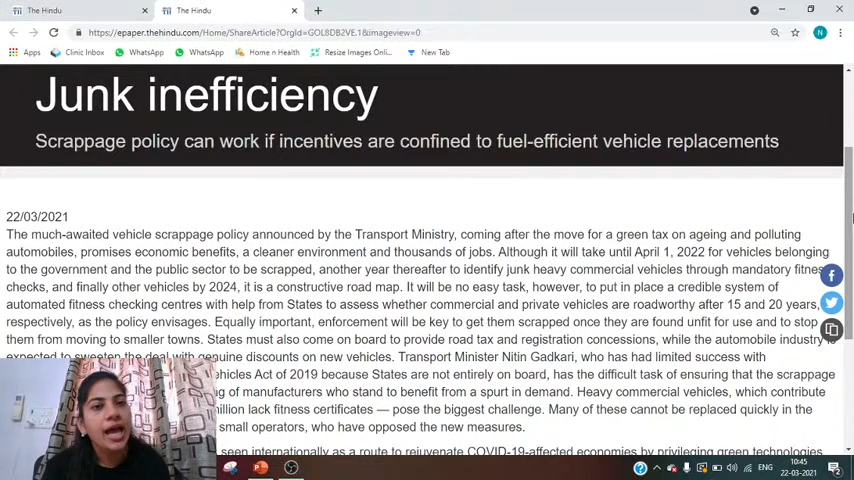 The Hindu
The Hindu
https://epaper.thehindu.com/Home/ShareArticle?OrgId=GOL8DB2VE.1&imageview=0
Apps Clinic Inbox WhatsApp WhatsApp Home n Health Resize Images Onli... New Tab
Junk inefficiency
Scrappage policy can work if incentives are confined to fuel-efficient vehicle replacements
22/03/2021
The much-awaited vehicle scrappage policy announced by the Transport Ministry, coming after the move for a green tax on ageing and polluting
automobiles, promises economic benefits, a cleaner environment and thousands of jobs. Although it will take until April 1, 2022 for vehicles belonging
to the government and the public sector to be scrapped, another year thereafter to identify junk heavy commercial vehicles through mandatory fitness
checks, and finally other vehicles by 2024, it is a constructive road map. It will be no easy task, however, to put in place a credible system of
automated fitness checking centres with help from States to assess whether commercial and private vehicles are roadworthy after 15 and 20 years,
respectively, as the policy envisages. Equally important, enforcement will be key to get them scrapped once they are found unfit for use and to stop
them from moving to smaller towns. States must also come on board to provide road tax and registration concessions, while the automobile industry is
expected to sweeten the deal with genuine discounts on new vehicles. Transport Minister Nitin Gadkari, who has had limited success with
hicles Act of 2019 because States are not entirely on board, has the difficult task of ensuring that the scrappage
g of manufacturers who stand to benefit from a spurt in demand. Heavy commercial vehicles, which contribute
illion lack fitness certificates — pose the biggest challenge. Many of these cannot be replaced quickly in the
small operators, who have opposed the new measures.
seen internationally as a route to rejuvenate COVID-19-affected economies by privileging green technologies
ENG
10:45
22-03-2021